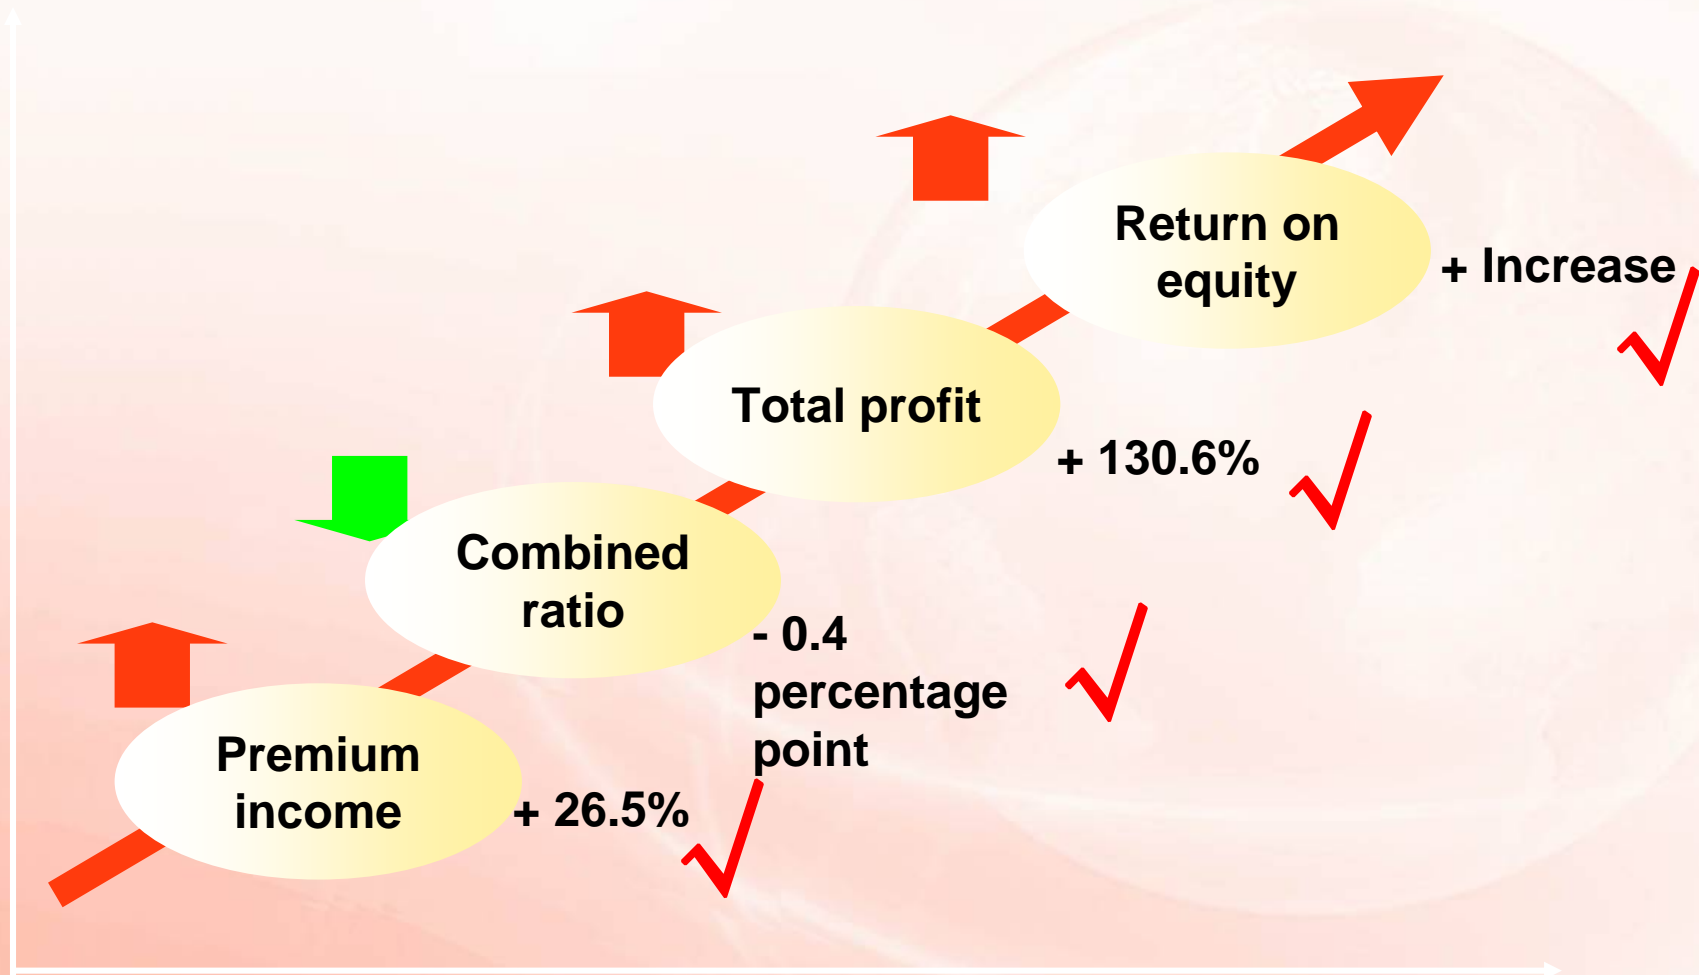 Return on
equity
+ Increase
Total profit
+ 130.6%
Combined
ratio
- 0.4
percentage
point
Premium
income
+ 26.5%